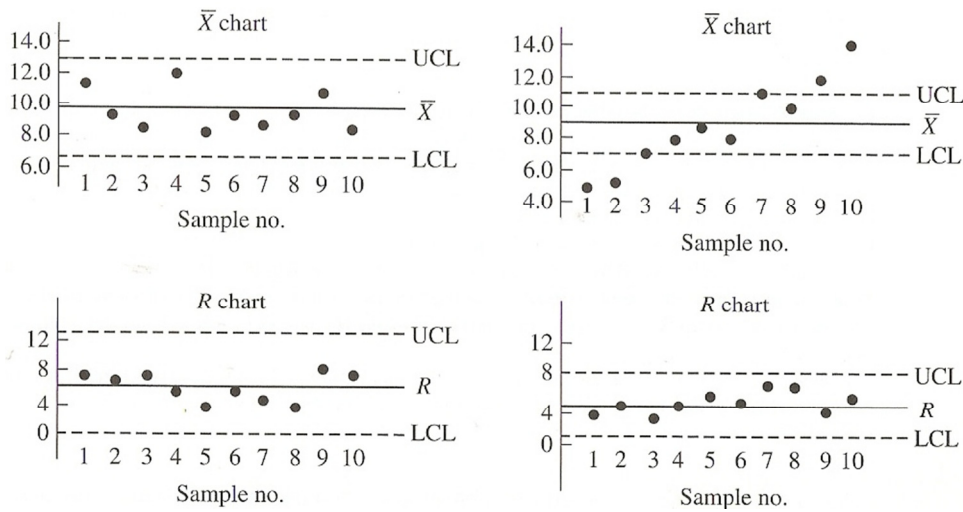 X̄ chart
14.0
12.0
10.0
8.0
6.0
UCL
X̄
LCL
1 2 3 4 5 6 7 8 9 10
Sample no.
X̄ chart
14.0
12.0
10.0
8.0
6.0
4.0
UCL
X̄
LCL
1 2 3 4 5 6 7 8 9 10
Sample no.
R chart
12
8
4
0
UCL
R
LCL
1 2 3 4 5 6 7 8 9 10
Sample no.
R chart
12
8
4
0
UCL
R
LCL
1 2 3 4 5 6 7 8 9 10
Sample no.